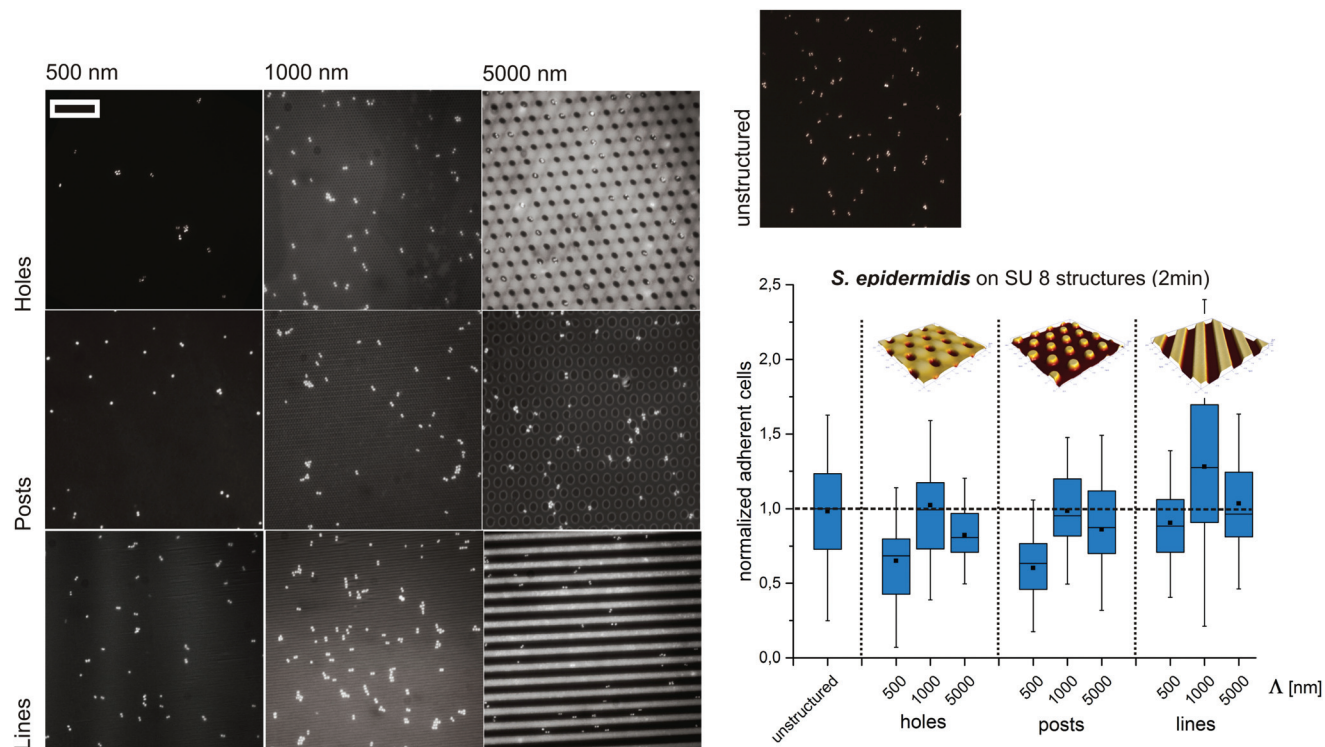 500 nm
1000 nm
5000 nm
Holes
Posts
Lines
unstructured
S. epidermidis on SU 8 structures (2min)
normalized adherent cells
2,5
2,0
1,5
1,0
0,5
0,0
unstructured
500
1000
5000
500
1000
5000
500
1000
5000
Λ [nm]
holes
posts
lines